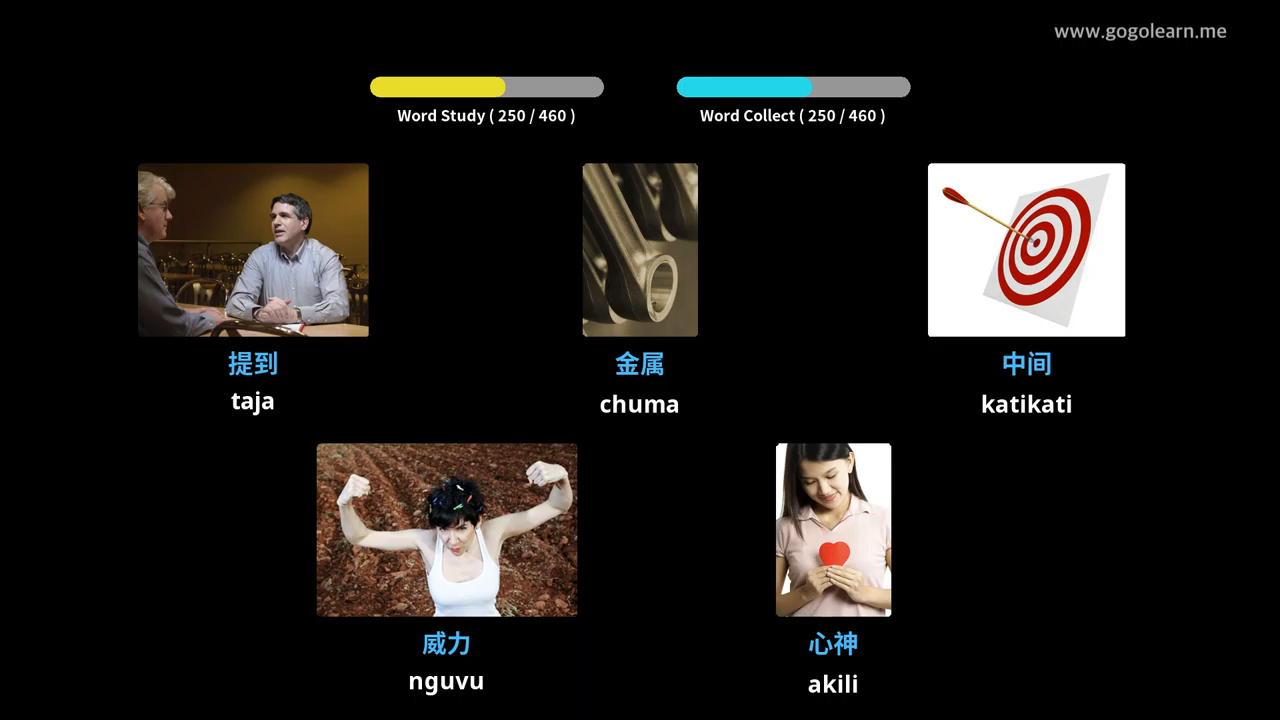 www.gogolearn.me
Word Study ( 250 / 460 )
Word Collect ( 250 / 460 )
提到
taja
金属
chuma
中间
katikati
威力
nguvu
心神
akili